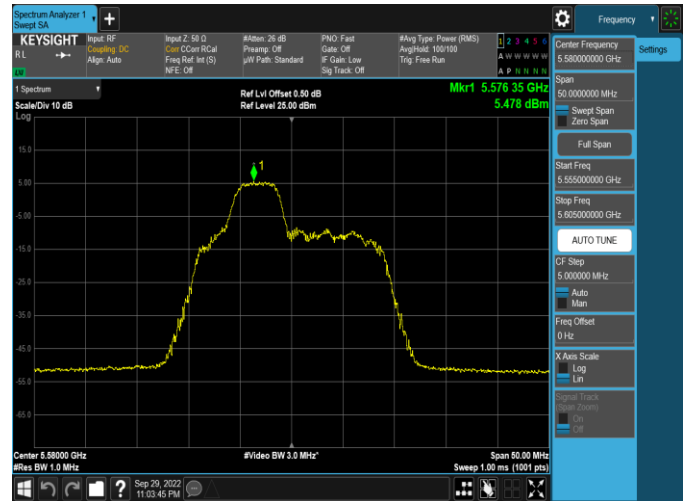 Spectrum Analyzer 1
Swept SA
Frequency
KEYSIGHT
R L
Input: RF
Coupling: DC
Align: Auto
Input Z: 50 Ω
Corr CCorr RCal
Freq Ref: Int (S)
NFE: Off
#Atten: 26 dB
Preamp: Off
µW Path: Standard
PNO: Fast
Gate: Off
IF Gain: Low
Sig Track: Off
#Avg Type: Power (RMS)
Avg|Hold: 100/100
Trig: Free Run
1 2 3 4 5 6
A W W W W W
A P N N N N
1 Spectrum
Scale/Div 10 dB
Log
Ref Lvl Offset 0.50 dB
Ref Level 25.00 dBm
Mkr1 5.576 35 GHz
5.478 dBm
15.0
5.00
-5.00
-15.0
-25.0
-35.0
-45.0
-55.0
-65.0
1
Center 5.58000 GHz
#Res BW 1.0 MHz
#Video BW 3.0 MHz*
Span 50.00 MHz
Sweep 1.00 ms (1001 pts)
Center Frequency
5.580000000 GHz
Settings
Span
50.0000000 MHz
Swept Span
Zero Span
Full Span
Start Freq
5.555000000 GHz
Stop Freq
5.605000000 GHz
AUTO TUNE
CF Step
5.000000 MHz
Auto
Man
Freq Offset
0 Hz
X Axis Scale
Log
Lin
Signal Track
(Span Zoom)
On
Off
?
Sep 29, 2022
11:03:45 PM